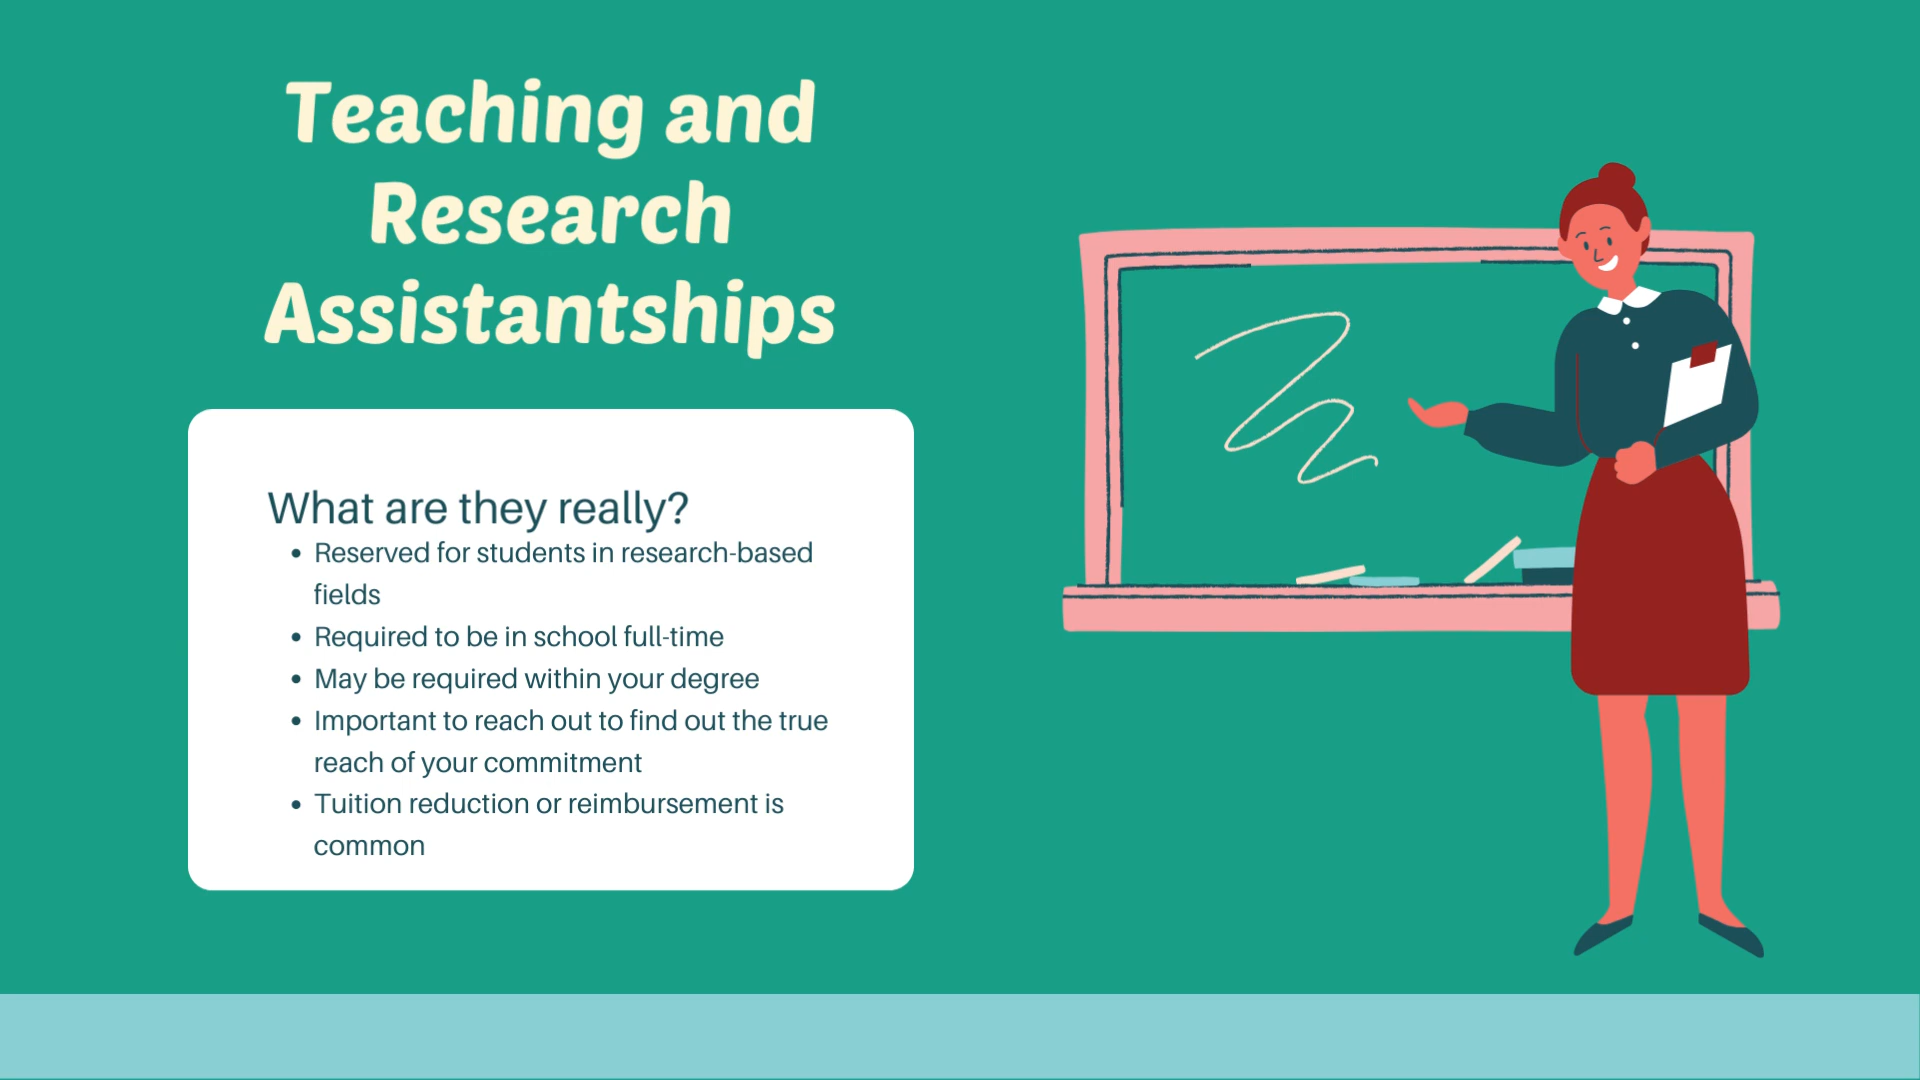 Teaching and
Research
Assistantships
What are they really?
• Reserved for students in research-based
fields
• Required to be in school full-time
• May be required within your degree
• Important to reach out to find out the true
reach of your commitment
• Tuition reduction or reimbursement is
common